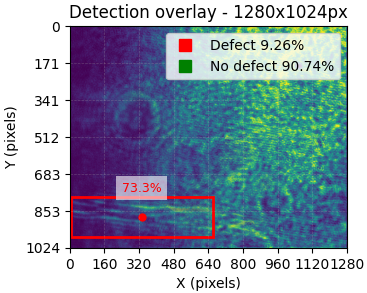 Detection overlay - 1280x1024px
Defect 9.26%
No defect 90.74%
73.3%
Y (pixels)
0
171
341
512
683
853
1024
0 160 320 480 640 800 960 1120 1280
X (pixels)